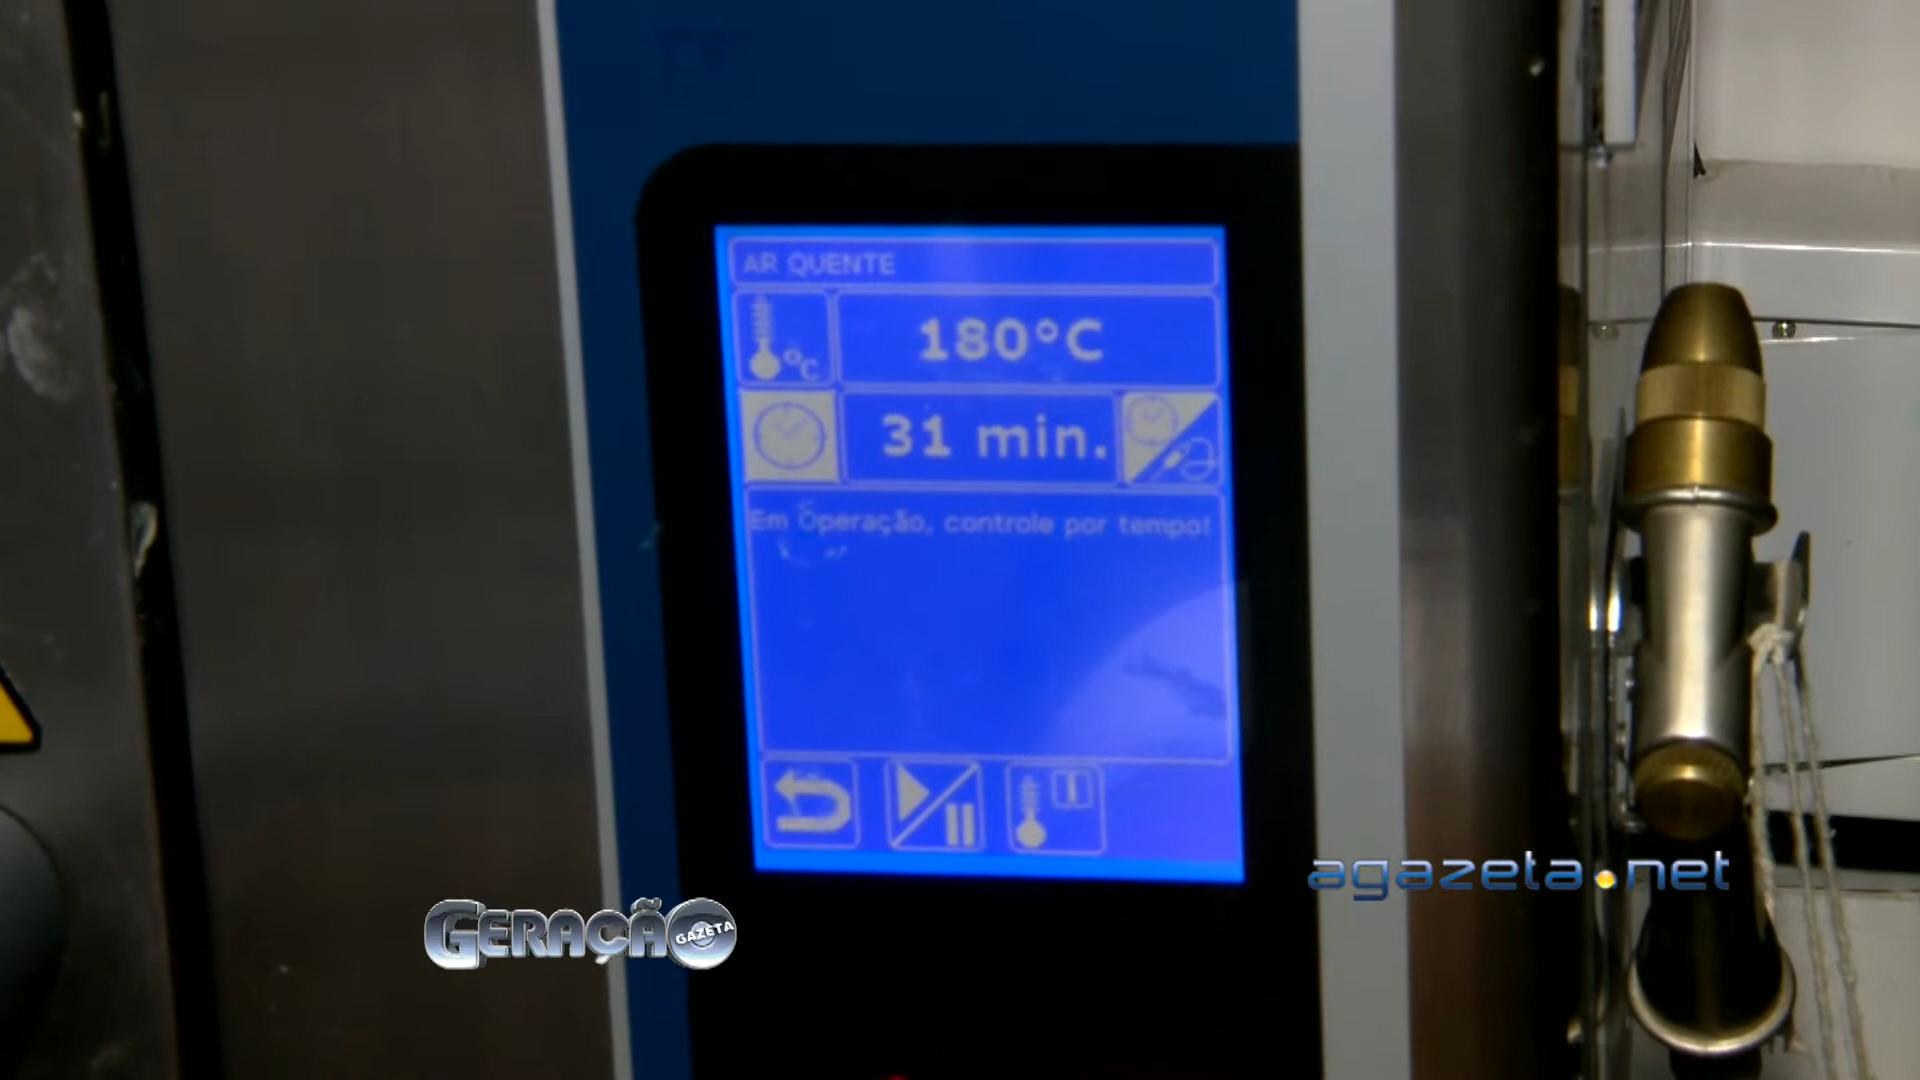 AR QUENTE
°C
180°C
31 min.
Em Operação, controle por tempo!
agazeta.net
GERAÇÃO
GAZETA